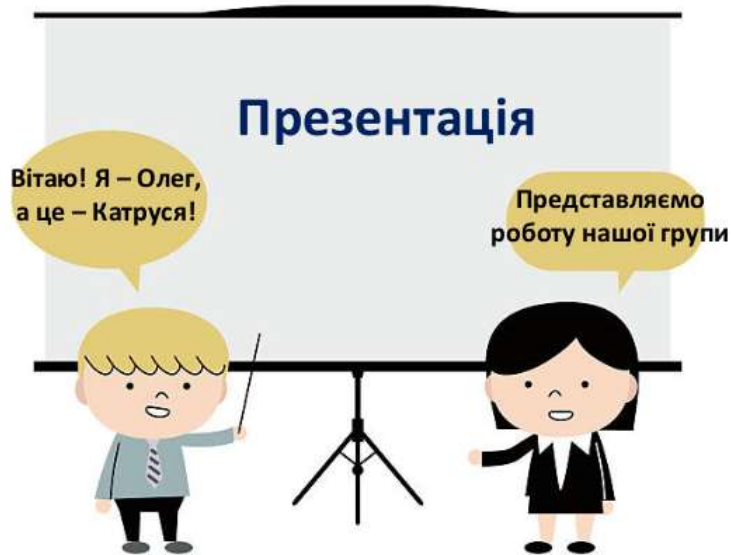 Презентація
Вітаю! Я – Олег,
а це – Катруся!
Представляємо
роботу нашої групи